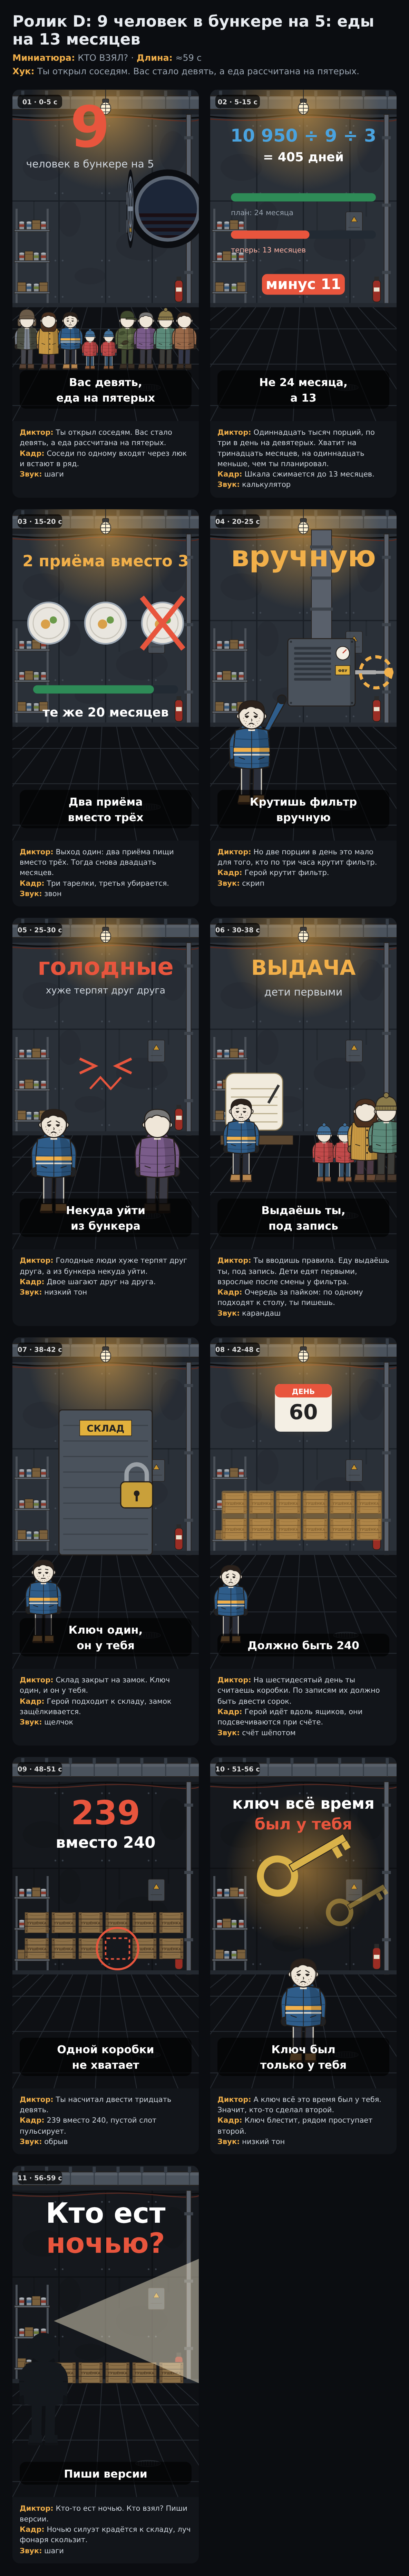 Ролик D: 9 человек в бункере на 5: еды
на 13 месяцев
Миниатюра: КТО ВЗЯЛ? · Длина: ≈59 с
Хук: Ты открыл соседям. Вас стало девять, а еда рассчитана на пятерых.
01 · 0-5 с
9
человек в бункере на 5
Вас девять,
еда на пятерых
Диктор: Ты открыл соседям. Вас стало
девять, а еда рассчитана на пятерых.
Кадр: Соседи по одному входят через люк
и встают в ряд.
Звук: шаги
02 · 5-15 с
10 950 ÷ 9 ÷ 3
= 405 дней
план: 24 месяца
теперь: 13 месяцев
минус 11
Не 24 месяца,
а 13
Диктор: Одиннадцать тысяч порций, по
три в день на девятерых. Хватит на
тринадцать месяцев, на одиннадцать
меньше, чем ты планировал.
Кадр: Шкала сжимается до 13 месяцев.
Звук: калькулятор
03 · 15-20 с
2 приёма вместо 3
те же 20 месяцев
Два приёма
вместо трёх
Диктор: Выход один: два приёма пищи
вместо трёх. Тогда снова двадцать
месяцев.
Кадр: Три тарелки, третья убирается.
Звук: звон
04 · 20-25 с
вручную
Крутишь фильтр
вручную
Диктор: Но две порции в день это мало
для того, кто по три часа крутит фильтр.
Кадр: Герой крутит фильтр.
Звук: скрип
05 · 25-30 с
голодные
хуже терпят друг друга
Некуда уйти
из бункера
Диктор: Голодные люди хуже терпят друг
друга, а из бункера некуда уйти.
Кадр: Двое шагают друг на друга.
Звук: низкий тон
06 · 30-38 с
ВЫДАЧА
дети первыми
Выдаёшь ты,
под запись
Диктор: Ты вводишь правила. Еду выдаёшь
ты, под запись. Дети едят первыми,
взрослые после смены у фильтра.
Кадр: Очередь за пайком: по одному
подходят к столу, ты пишешь.
Звук: карандаш
07 · 38-42 с
СКЛАД
Ключ один,
он у тебя
Диктор: Склад закрыт на замок. Ключ
один, и он у тебя.
Кадр: Герой подходит к складу, замок
защёлкивается.
Звук: щелчок
08 · 42-48 с
ДЕНЬ
60
Должно быть 240
Диктор: На шестидесятый день ты
считаешь коробки. По записям их должно
быть двести сорок.
Кадр: Герой идёт вдоль ящиков, они
подсвечиваются при счёте.
Звук: счёт шёпотом
09 · 48-51 с
239
вместо 240
Одной коробки
не хватает
Диктор: Ты насчитал двести тридцать
девять.
Кадр: 239 вместо 240, пустой слот
пульсирует.
Звук: обрыв
10 · 51-56 с
ключ всё время
был у тебя
Ключ был
только у тебя
Диктор: А ключ всё это время был у тебя.
Значит, кто-то сделал второй.
Кадр: Ключ блестит, рядом проступает
второй.
Звук: низкий тон
11 · 56-59 с
Кто ест
ночью?
Пиши версии
Диктор: Кто-то ест ночью. Кто взял? Пиши
версии.
Кадр: Ночью силуэт крадётся к складу, луч
фонаря скользит.
Звук: шаги